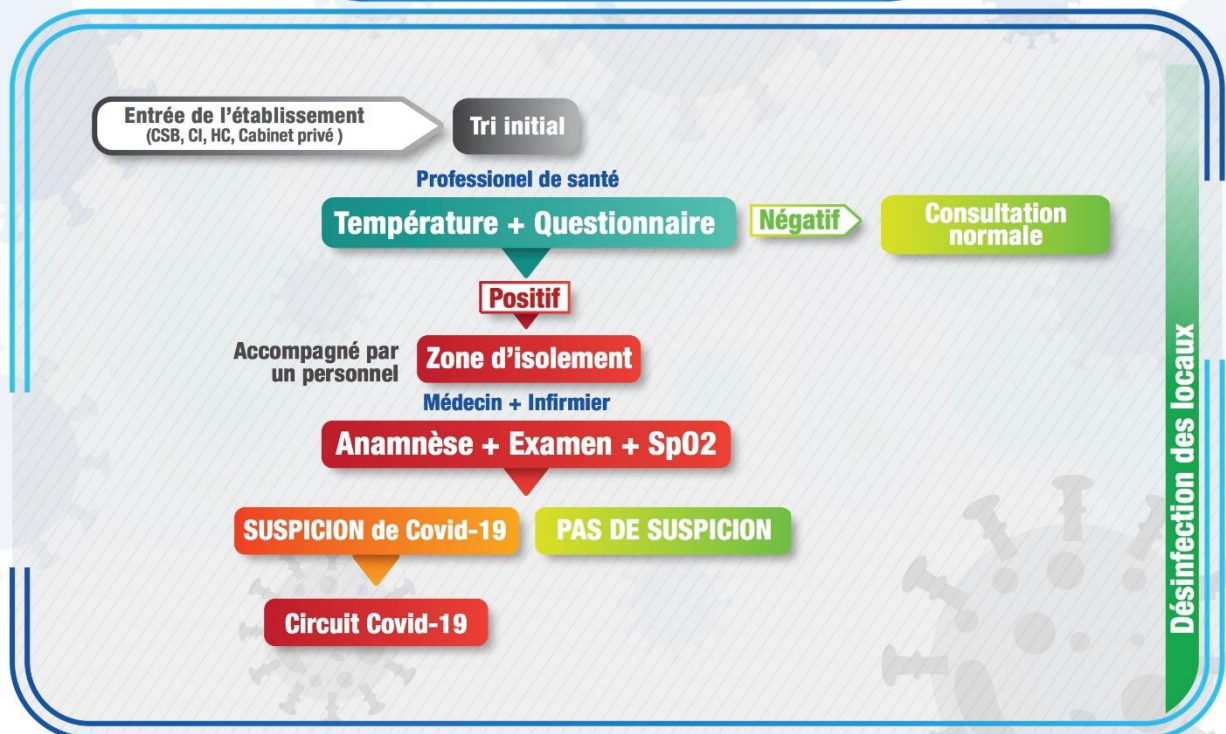 Entrée de l'établissement
(CSB, CI, HC, Cabinet privé )
Tri initial
Professionel de santé
Température + Questionnaire
Négatif
Consultation
normale
Positif
Accompagné par
un personnel
Zone d'isolement
Médecin + Infirmier
Anamnèse + Examen + SpO2
SUSPICION de Covid-19
PAS DE SUSPICION
Circuit Covid-19
Désinfection des locaux